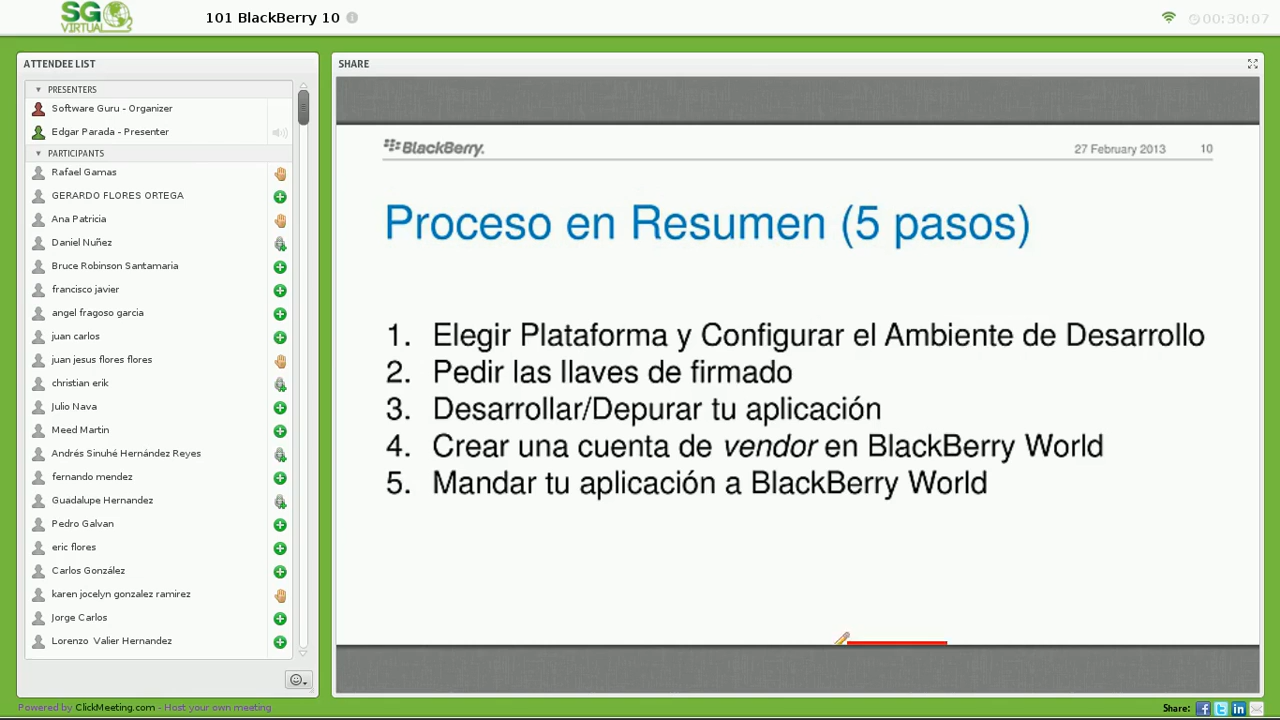 SG
VIRTUAL
101 BlackBerry 10
00:30:07
ATTENDEE LIST
PRESENTERS
Software Guru - Organizer
Edgar Parada - Presenter
PARTICIPANTS
Rafael Gamas
GERARDO FLORES ORTEGA
Ana Patricia
Daniel Nuñez
Bruce Robinson Santamaria
francisco javier
angel fragoso garcia
juan carlos
juan jesus flores flores
christian erik
Julio Nava
Meed Martin
Andrés Sinuhé Hernández Reyes
fernando mendez
Guadalupe Hernandez
Pedro Galvan
eric flores
Carlos González
karen jocelyn gonzalez ramirez
Jorge Carlos
Lorenzo Valier Hernandez
SHARE
BlackBerry.
27 February 2013 10
Proceso en Resumen (5 pasos)
1. Elegir Plataforma y Configurar el Ambiente de Desarrollo
2. Pedir las llaves de firmado
3. Desarrollar/Depurar tu aplicación
4. Crear una cuenta de vendor en BlackBerry World
5. Mandar tu aplicación a BlackBerry World
Powered by ClickMeeting.com - Host your own meeting
Share: